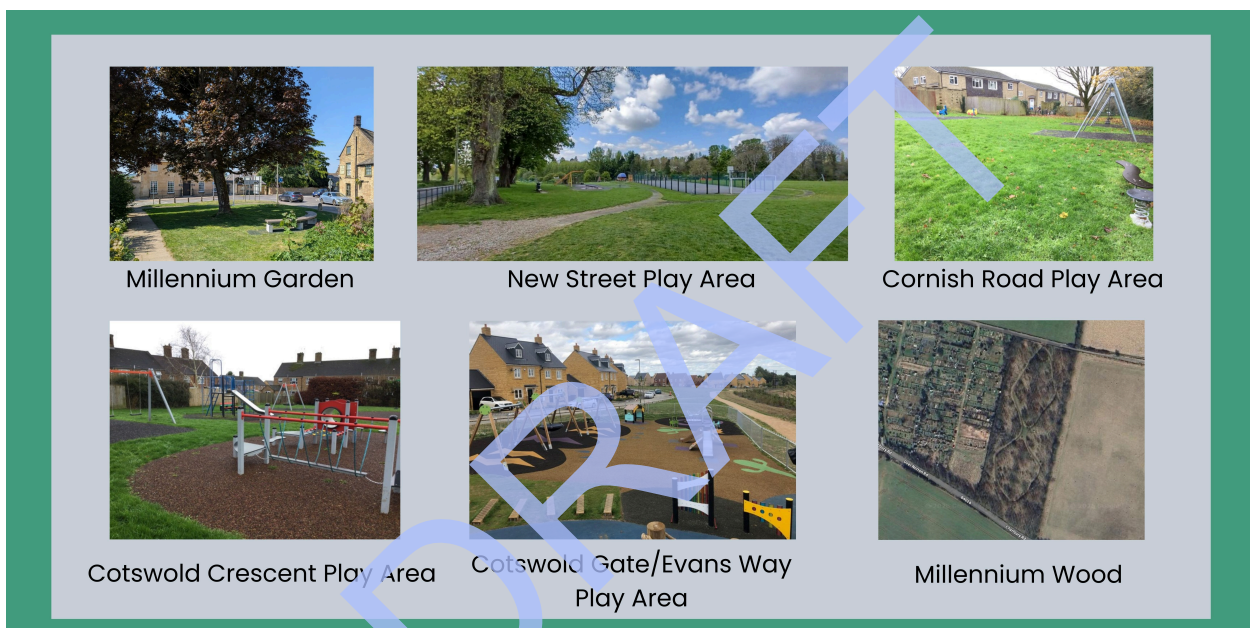 Millennium Garden
New Street Play Area
Cornish Road Play Area
Cotswold Crescent Play Area
Cotswold Gate/Evans Way
Play Area
Millennium Wood
DRAFT